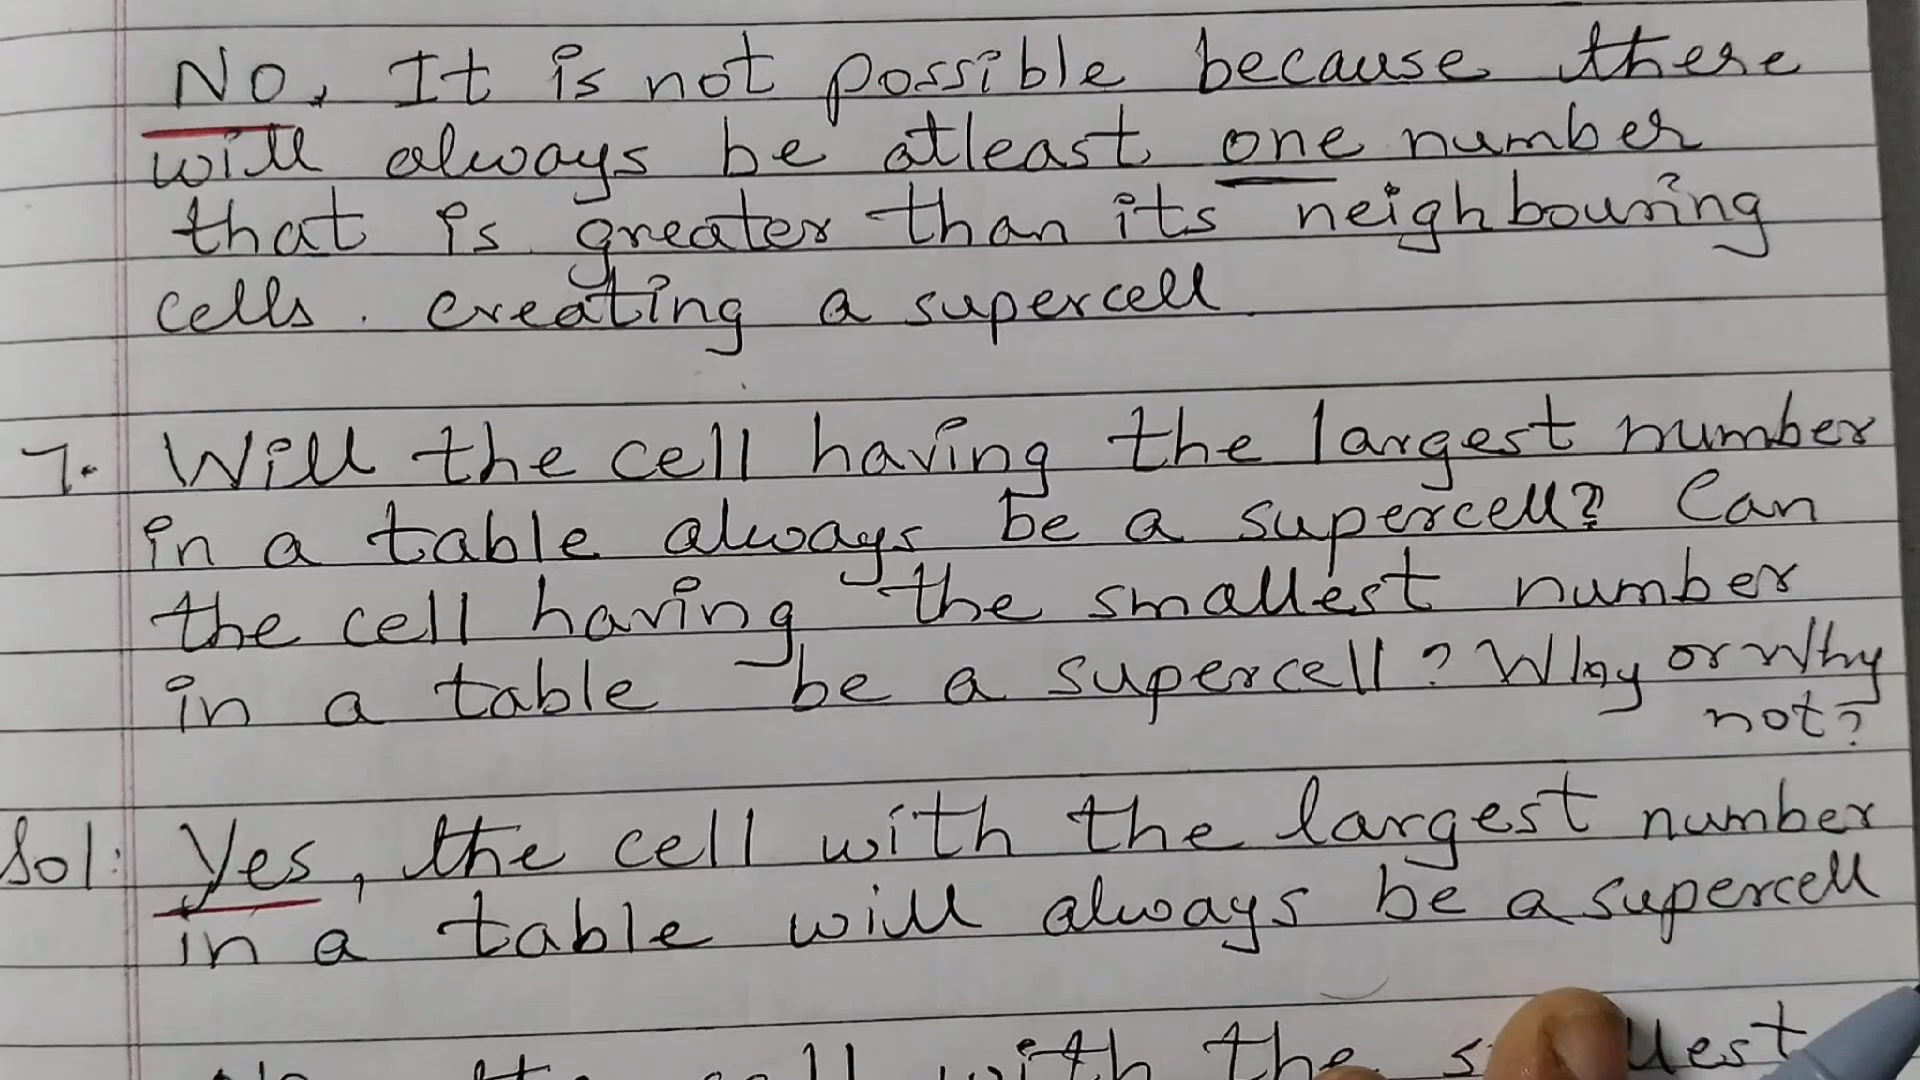 No, It is not possible because there
will always be atleast one number
that is greater than its neighbouring
cells. creating a supercell.
7. Will the cell having the largest number
in a table always be a supercell? Can
the cell having the smallest number
in a table be a supercell? Why or Why
not?
Sol: Yes, the cell with the largest number
in a table will always be a supercell
cell with the